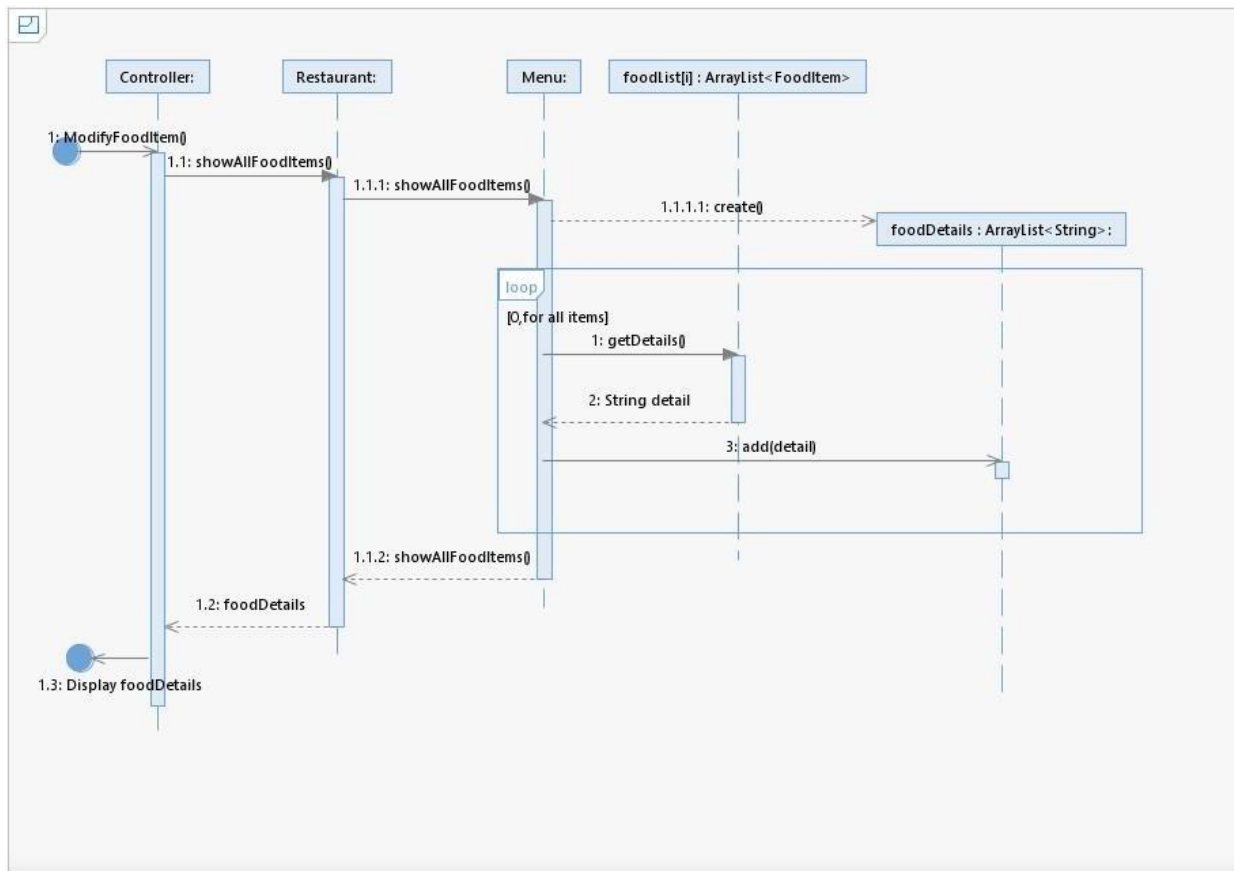 Controller:
Restaurant:
Menu:
foodList[i] : ArrayList<FoodItem>
1: ModifyFoodItem()
1.1: showAllFoodItems()
1.1.1: showAllFoodItems()
1.1.1.1: create()
foodDetails : ArrayList<String>:
loop
[0,for all items]
1: getDetails()
2: String detail
3: add(detail)
1.1.2: showAllFoodItems()
1.2: foodDetails
1.3: Display foodDetails